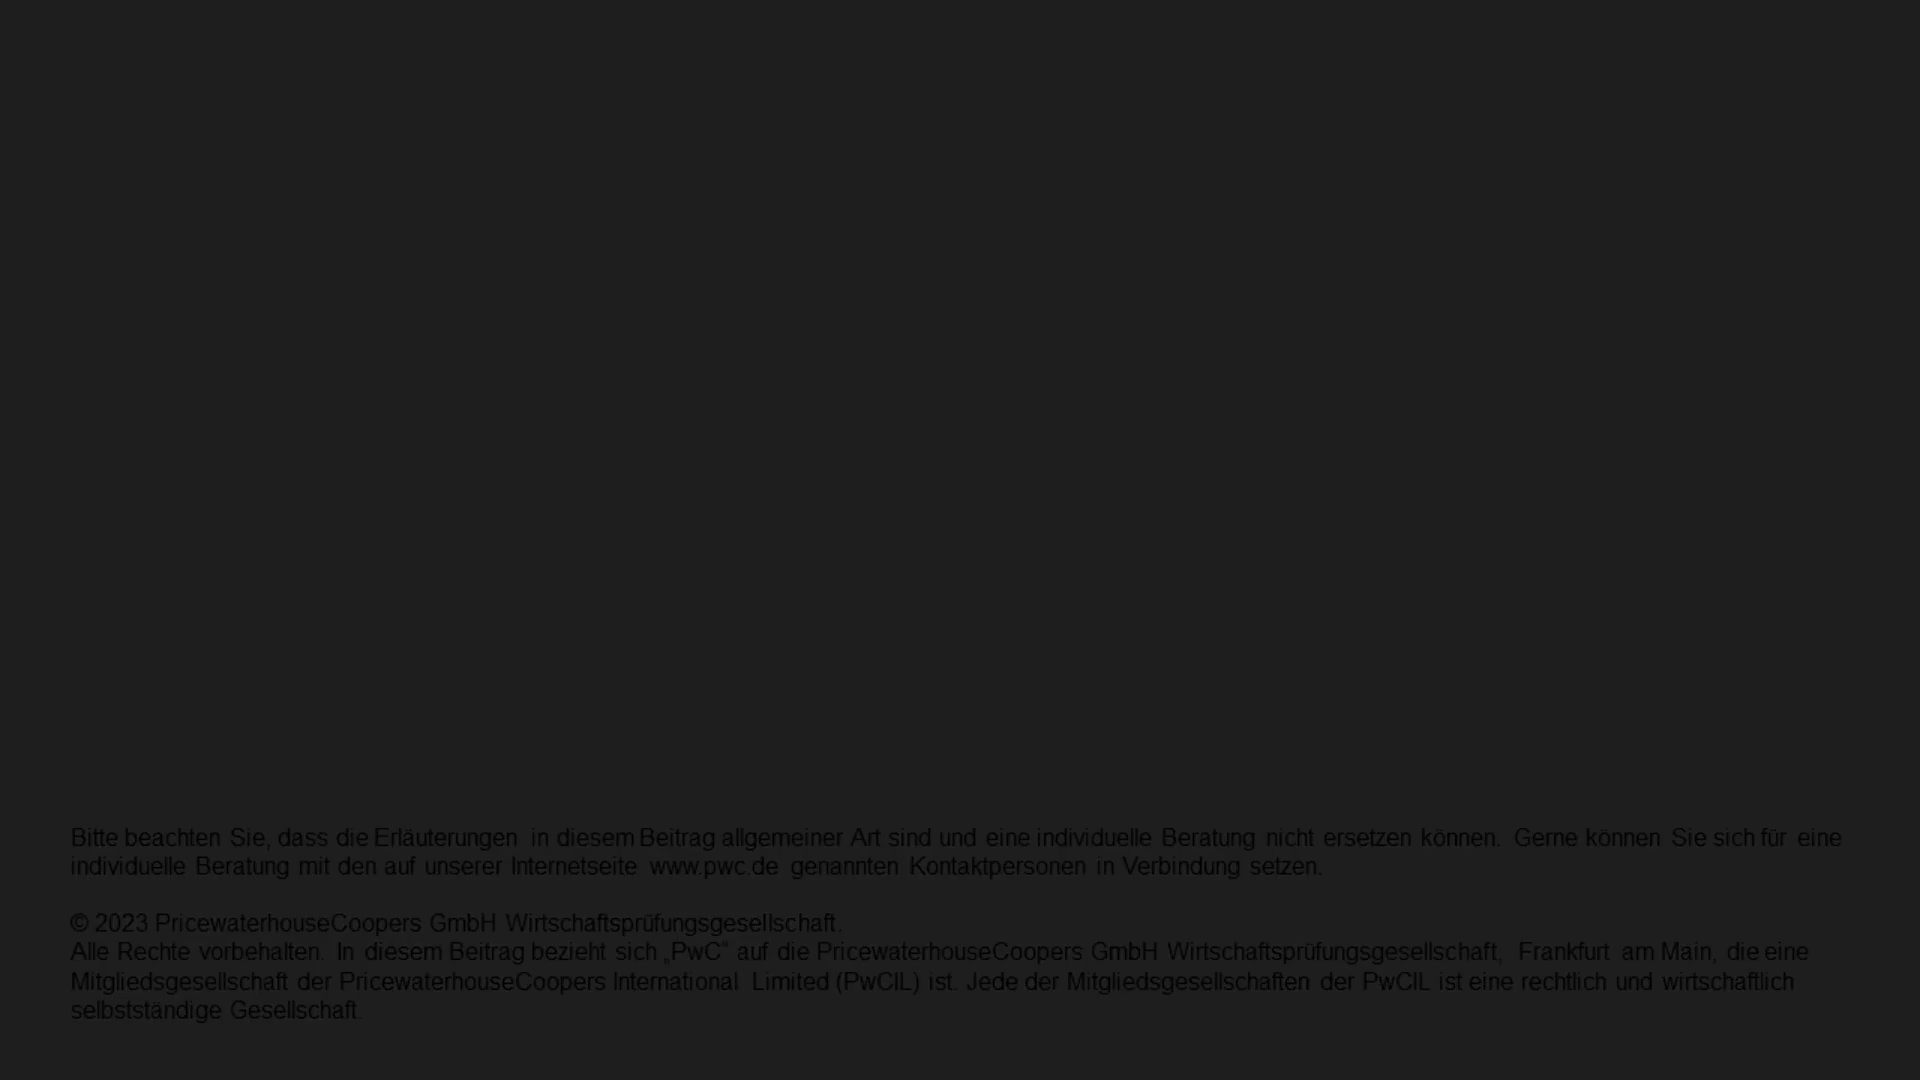 Bitte beachten Sie, dass die Erläuterungen in diesem Beitrag allgemeiner Art sind und eine individuelle Beratung nicht ersetzen können. Gerne können Sie sich für eine
individuelle Beratung mit den auf unserer Internetseite www.pwc.de genannten Kontaktpersonen in Verbindung setzen.
© 2023 PricewaterhouseCoopers GmbH Wirtschaftsprüfungsgesellschaft.
Alle Rechte vorbehalten. In diesem Beitrag bezieht sich „PwC“ auf die PricewaterhouseCoopers GmbH Wirtschaftsprüfungsgesellschaft, Frankfurt am Main, die eine
Mitgliedsgesellschaft der PricewaterhouseCoopers International Limited (PwCIL) ist. Jede der Mitgliedsgesellschaften der PwCIL ist eine rechtlich und wirtschaftlich
selbstständige Gesellschaft.